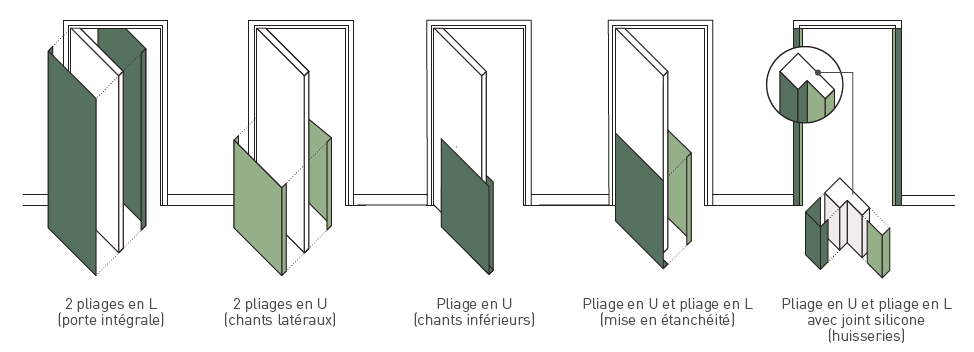 2 pliages en L
(porte intégrale)
2 pliages en U
(chants latéraux)
Pliage en U
(chants inférieurs)
Pliage en U et pliage en L
(mise en étanchéité)
Pliage en U et pliage en L
avec joint silicone
(huisseries)